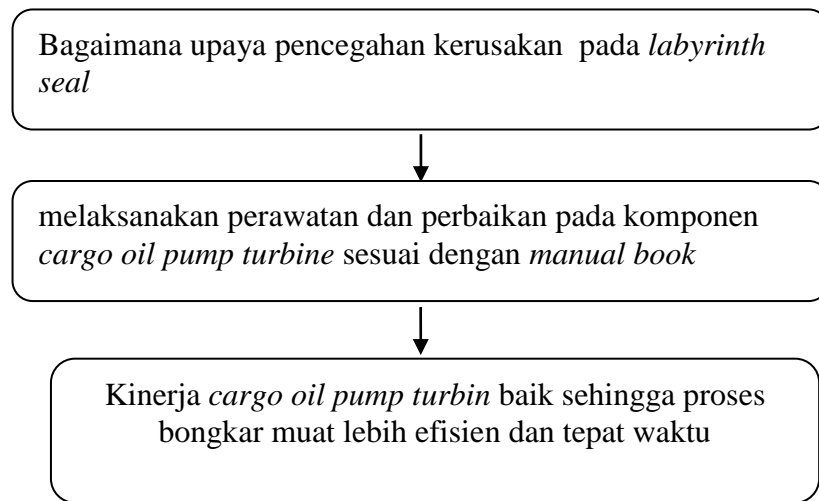 Bagaimana upaya pencegahan kerusakan pada labyrinth
seal
melaksanakan perawatan dan perbaikan pada komponen
cargo oil pump turbine sesuai dengan manual book
Kinerja cargo oil pump turbin baik sehingga proses
bongkar muat lebih efisien dan tepat waktu